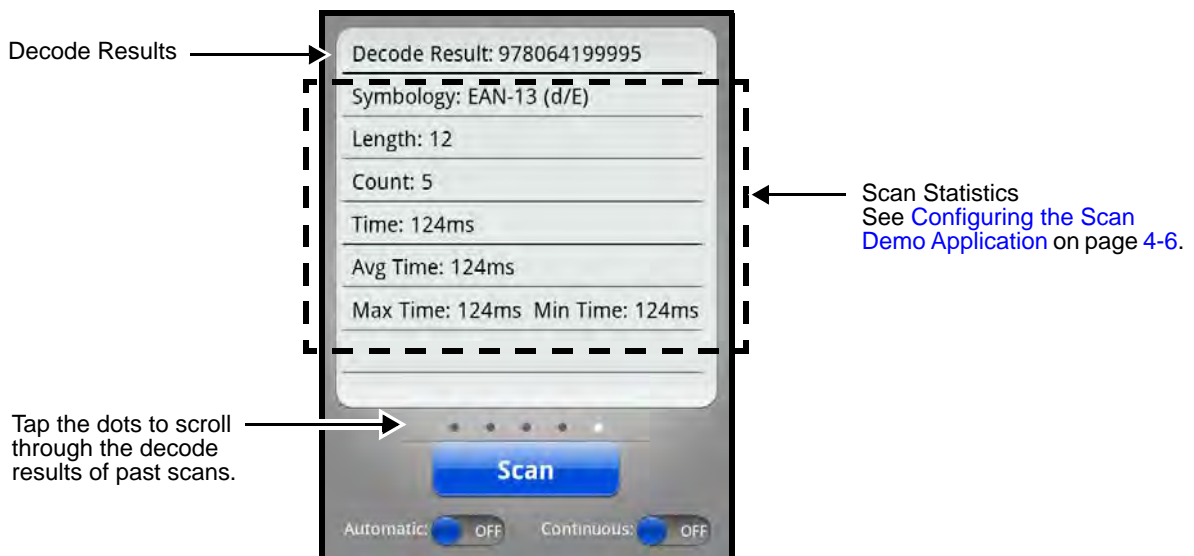 Decode Results
Decode Result: 978064199995
Symbology: EAN-13 (d/E)
Length: 12
Count: 5
Time: 124ms
Avg Time: 124ms
Max Time: 124ms Min Time: 124ms
Scan Statistics
See Configuring the Scan
Demo Application on page 4-6.
Tap the dots to scroll
through the decode
results of past scans.
Scan
Automatic: OFF Continuous: OFF